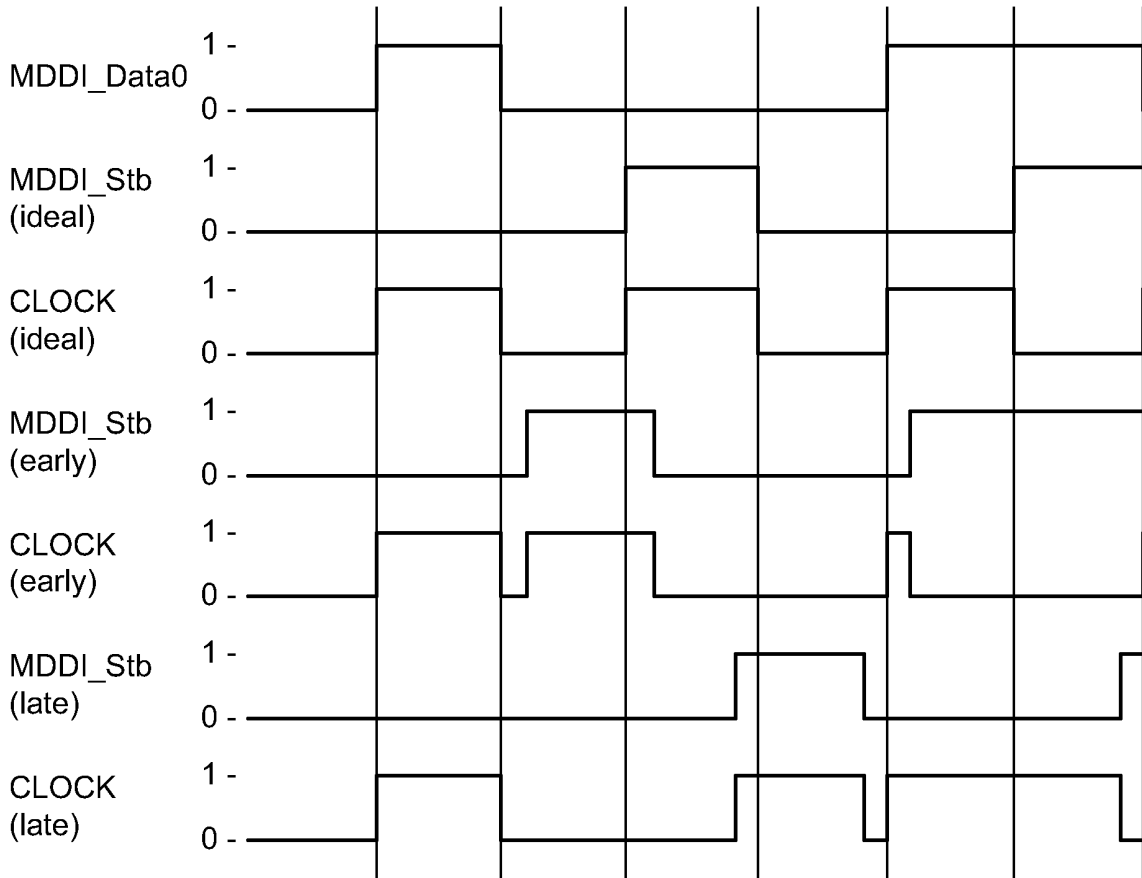 1 -
MDDI_Data0
0 -
1 -
MDDI_Stb
(ideal)
0 -
1 -
CLOCK
(ideal)
0 -
1 -
MDDI_Stb
(early)
0 -
1 -
CLOCK
(early)
0 -
1 -
MDDI_Stb
(late)
0 -
1 -
CLOCK
(late)
0 -